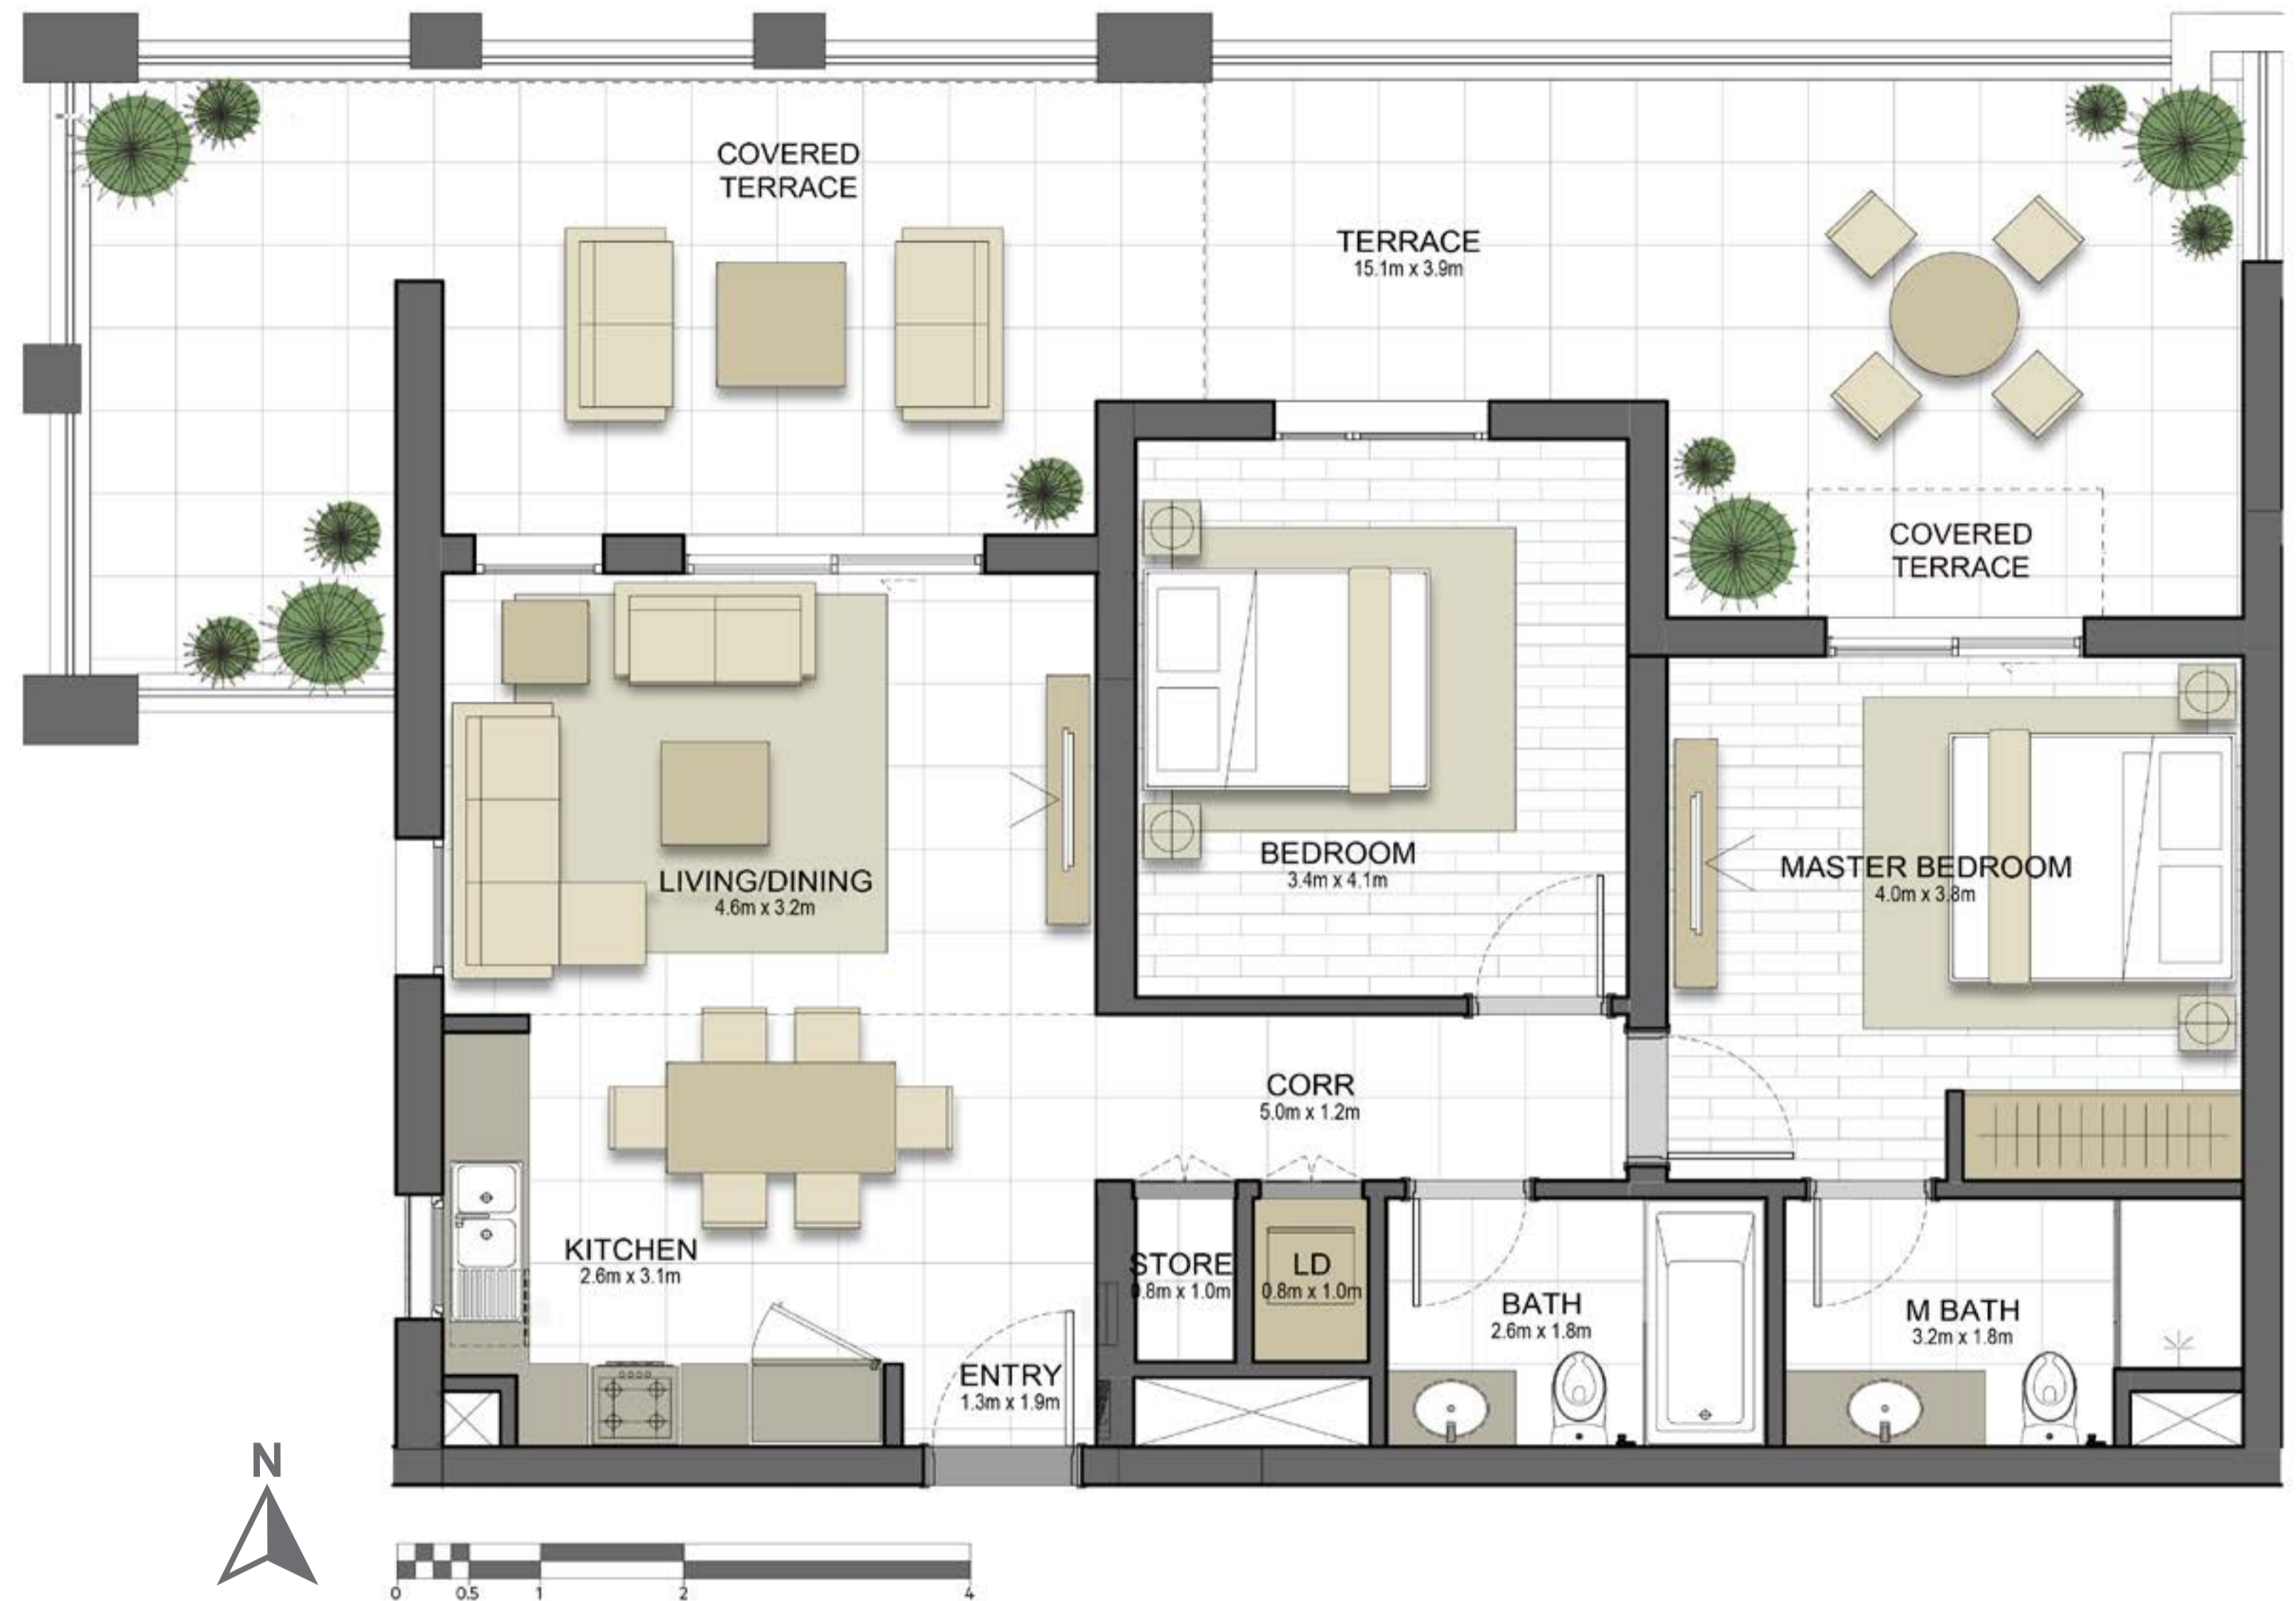 COVERED
TERRACE
TERRACE
15.1m x 3.9m
COVERED
TERRACE
LIVING/DINING
4.6m x 3.2m
BEDROOM
3.4m x 4.1m
MASTER BEDROOM
4.0m x 3.8m
CORR
5.0m x 1.2m
KITCHEN
2.6m x 3.1m
STORE
0.8m x 1.0m
LD
0.8m x 1.0m
BATH
2.6m x 1.8m
M BATH
3.2m x 1.8m
ENTRY
1.3m x 1.9m
N
0 0.5 1 2 4